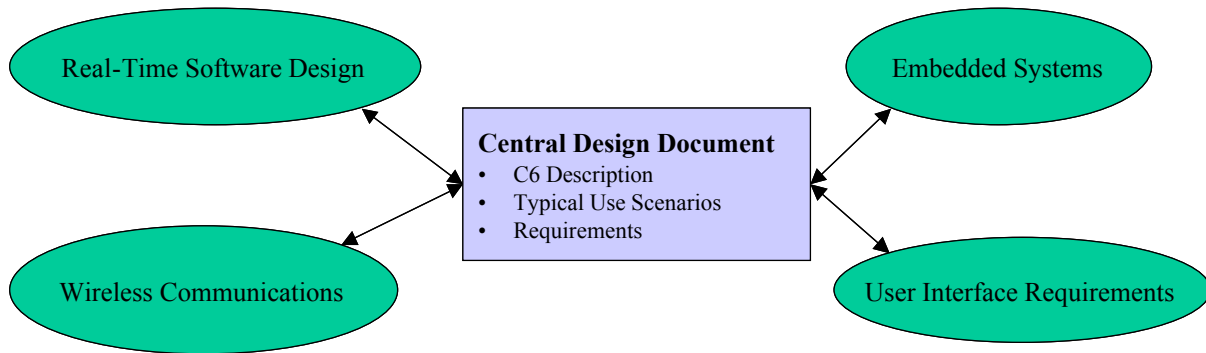 Real-Time Software Design
Embedded Systems
Central Design Document
• C6 Description
• Typical Use Scenarios
• Requirements
Wireless Communications
User Interface Requirements